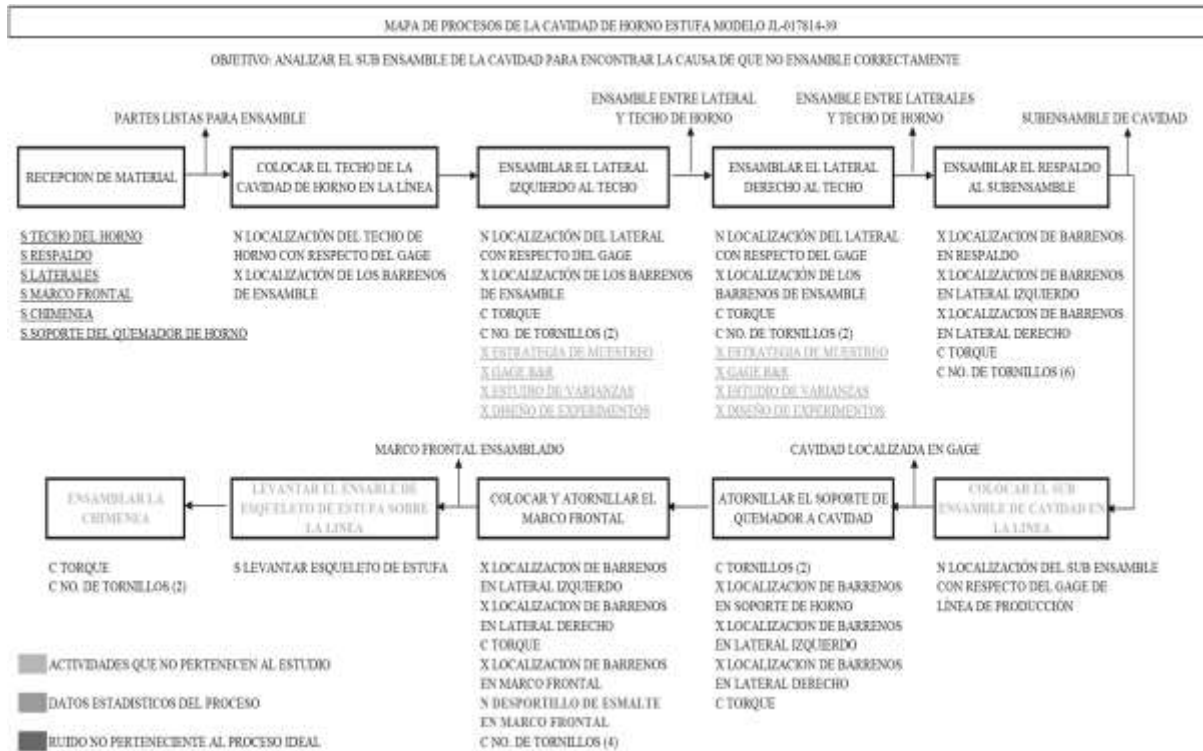 MAPA DE PROCESOS DE LA CAVIDAD DE HORNO ESTUFA MODELO JL-017814-39
OBJETIVO: ANALIZAR EL SUB ENSAMBLE DE LA CAVIDAD PARA ENCONTRAR LA CAUSA DE QUE NO ENSAMBLE CORRECTAMENTE
PARTES LISTAS PARA ENSAMBLE
ENSAMBLE ENTRE LATERAL
Y TECHO DE HORNO
ENSAMBLE ENTRE LATERALES
Y TECHO DE HORNO
SUBENSAMBLE DE CAVIDAD
RECEPCION DE MATERIAL
COLOCAR EL TECHO DE LA
CAVIDAD DE HORNO EN LA LÍNEA
ENSAMBLAR EL LATERAL
IZQUIERDO AL TECHO
ENSAMBLAR EL LATERAL
DERECHO AL TECHO
ENSAMBLAR EL RESPALDO
AL SUBENSAMBLE
S TECHO DEL HORNO
S RESPALDO
S LATERALES
S MARCO FRONTAL
S CHIMENEA
S SOPORTE DEL QUEMADOR DE HORNO
N LOCALIZACIÓN DEL TECHO DE
HORNO CON RESPECTO DEL GAGE
X LOCALIZACIÓN DE LOS BARRENOS
DE ENSAMBLE
N LOCALIZACIÓN DEL LATERAL
CON RESPECTO DEL GAGE
X LOCALIZACIÓN DE LOS BARRENOS
DE ENSAMBLE
C TORQUE
C NO. DE TORNILLOS (2)
X ESTRATEGIA DE MUESTREO
X GAGE R&R
X ESTUDIO DE VARIANZAS
X DISEÑO DE EXPERIMENTOS
N LOCALIZACIÓN DEL LATERAL
CON RESPECTO DEL GAGE
X LOCALIZACIÓN DE LOS
BARRENOS DE ENSAMBLE
C TORQUE
C NO. DE TORNILLOS (2)
X ESTRATEGIA DE MUESTREO
X GAGE R&R
X ESTUDIO DE VARIANZAS
X DISEÑO DE EXPERIMENTOS
X LOCALIZACION DE BARRENOS
EN RESPALDO
X LOCALIZACION DE BARRENOS
EN LATERAL IZQUIERDO
X LOCALIZACION DE BARRENOS
EN LATERAL DERECHO
C TORQUE
C NO. DE TORNILLOS (6)
MARCO FRONTAL ENSAMBLADO
CAVIDAD LOCALIZADA EN GAGE
ENSAMBLAR LA
CHIMENEA
LEVANTAR EL ENSABLE DE
ESQUELETO DE ESTUFA SOBRE
LA LINEA
COLOCAR Y ATORNILLAR EL
MARCO FRONTAL
ATORNILLAR EL SOPORTE DE
QUEMADOR A CAVIDAD
COLOCAR EL SUB
ENSAMBLE DE CAVIDAD EN
LA LINEA
C TORQUE
C NO. DE TORNILLOS (2)
S LEVANTAR ESQUELETO DE ESTUFA
X LOCALIZACION DE BARRENOS
EN LATERAL IZQUIERDO
X LOCALIZACION DE BARRENOS
EN LATERAL DERECHO
C TORQUE
X LOCALIZACION DE BARRENOS
EN MARCO FRONTAL
N DESPORTILLO DE ESMALTE
EN MARCO FRONTAL
C NO. DE TORNILLOS (4)
C TORNILLOS (2)
X LOCALIZACION DE BARRENOS
EN SOPORTE DE HORNO
X LOCALIZACION DE BARRENOS
EN LATERAL IZQUIERDO
X LOCALIZACION DE BARRENOS
EN LATERAL DERECHO
C TORQUE
N LOCALIZACIÓN DEL SUB ENSAMBLE
CON RESPECTO DEL GAGE DE
LÍNEA DE PRODUCCIÓN
ACTIVIDADES QUE NO PERTENECEN AL ESTUDIO
DATOS ESTADISTICOS DEL PROCESO
RUIDO NO PERTENECIENTE AL PROCESO IDEAL